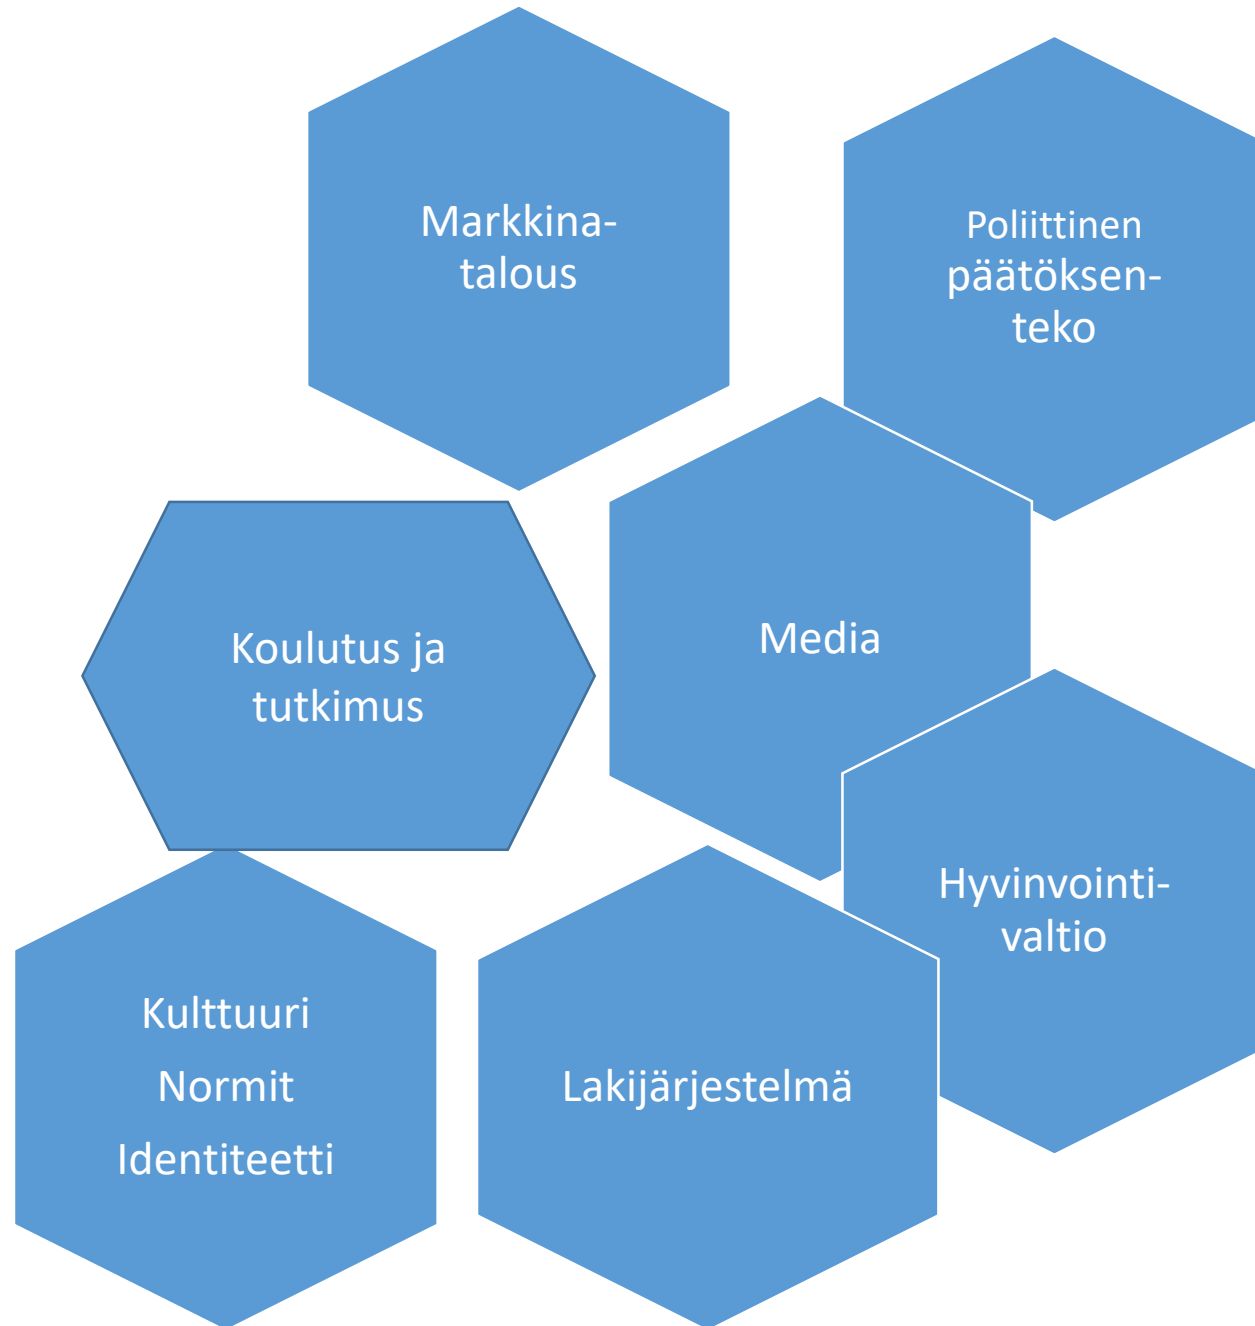 Markkina-
talous
Poliittinen
päätöksen-
teko
Koulutus ja
tutkimus
Media
Hyvinvointi-
valtio
Kulttuuri
Normit
Identiteetti
Lakijärjestelmä